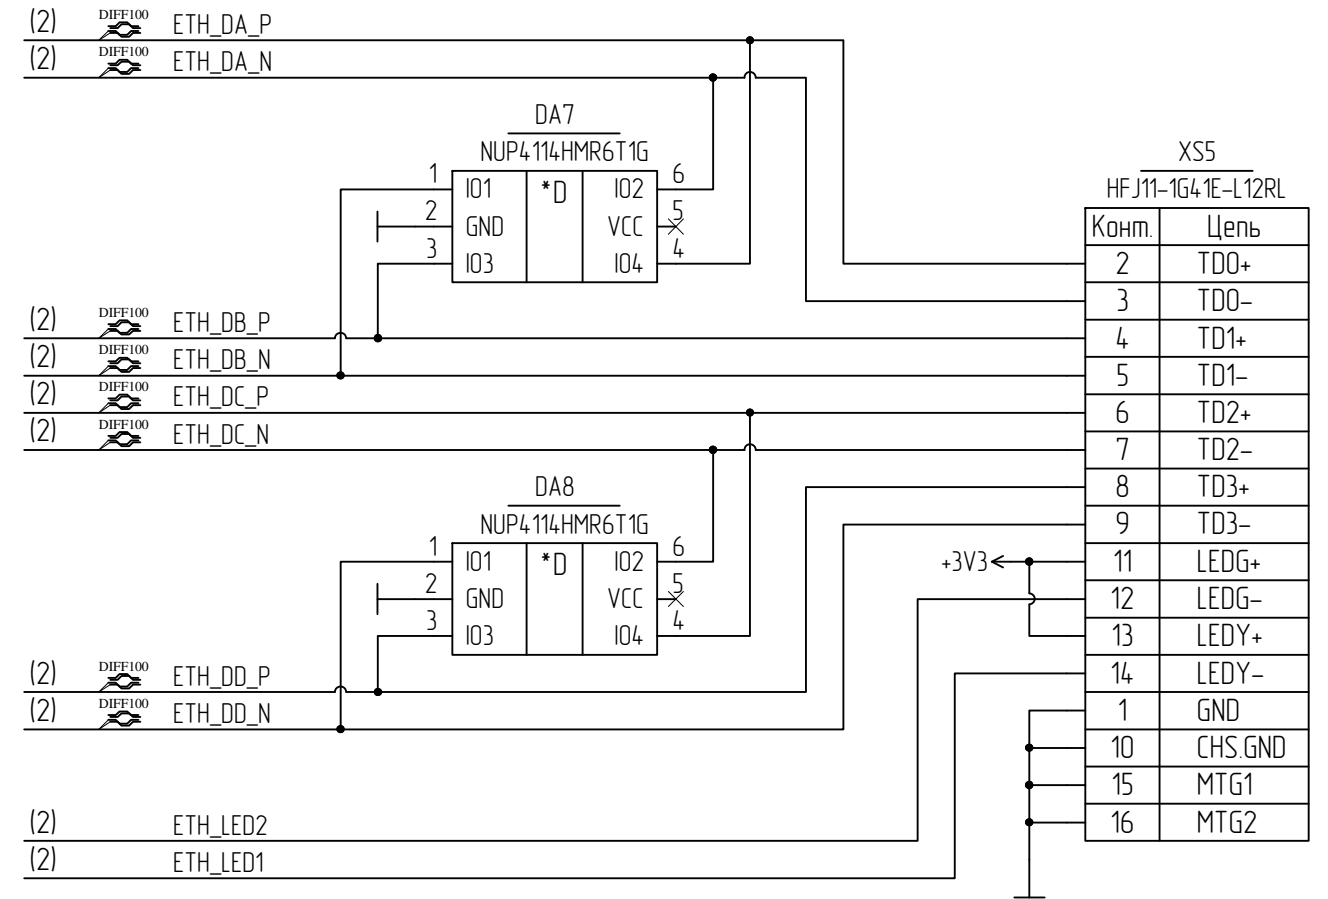 (2) DIFF100 ETH_DA_P
(2) DIFF100 ETH_DA_N
DA7
NUP4114HMR6T1G
1 IO1 *D IO2 6
2 GND VCC 5
3 IO3 IO4 4
(2) DIFF100 ETH_DB_P
(2) DIFF100 ETH_DB_N
(2) DIFF100 ETH_DC_P
(2) DIFF100 ETH_DC_N
DA8
NUP4114HMR6T1G
1 IO1 *D IO2 6
2 GND VCC 5
3 IO3 IO4 4
(2) DIFF100 ETH_DD_P
(2) DIFF100 ETH_DD_N
(2) ETH_LED2
(2) ETH_LED1
+3V3
XS5
HFJ11-1G41E-L12RL
Конт. Цепь
2 TD0+
3 TD0-
4 TD1+
5 TD1-
6 TD2+
7 TD2-
8 TD3+
9 TD3-
11 LEDG+
12 LEDG-
13 LEDY+
14 LEDY-
1 GND
10 CHS.GND
15 MTG1
16 MTG2